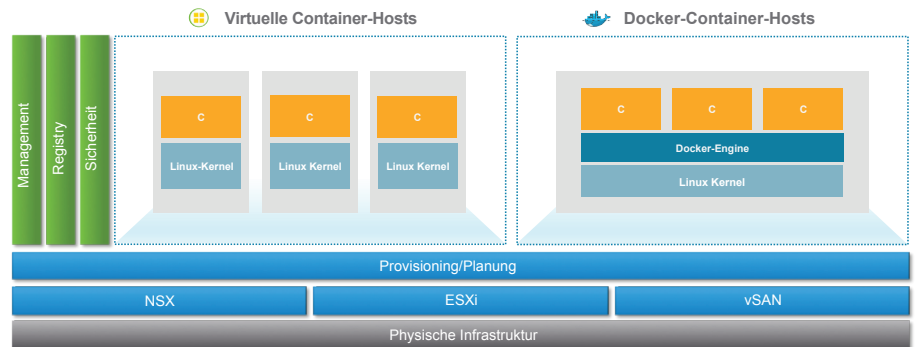 Virtuelle Container-Hosts
Docker-Container-Hosts
Management
Registry
Sicherheit
C
C
C
Linux-Kernel
Linux Kernel
Linux Kernel
C
C
C
Docker-Engine
Linux Kernel
Provisioning/Planung
NSX
ESXi
vSAN
Physische Infrastruktur